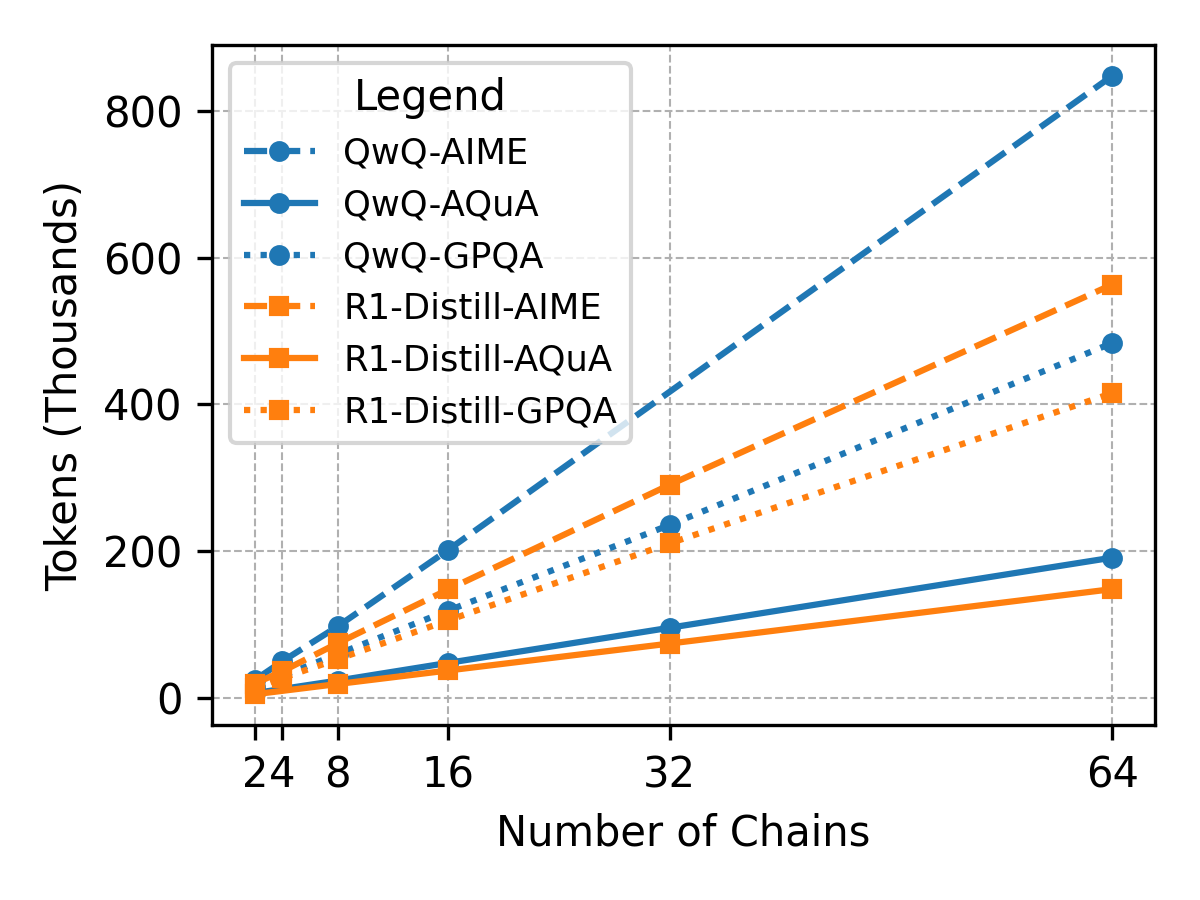 Legend
QwQ-AIME
QwQ-AQuA
QwQ-GPQA
R1-Distill-AIME
R1-Distill-AQuA
R1-Distill-GPQA
Tokens (Thousands)
800
600
400
200
0
2 4 8 16 32 64
Number of Chains